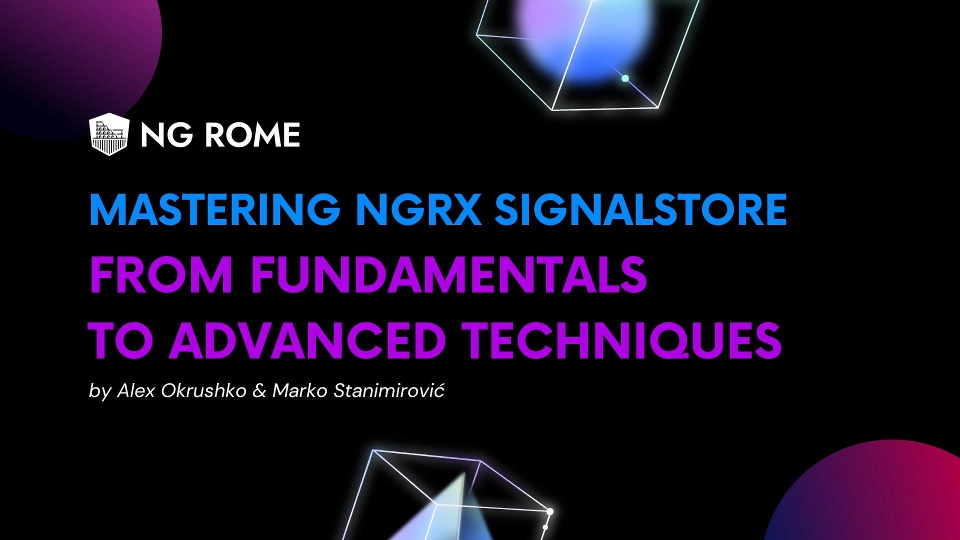 NG ROME
MASTERING NGRX SIGNALSTORE
FROM FUNDAMENTALS
TO ADVANCED TECHNIQUES
by Alex Okrushko & Marko Stanimirović